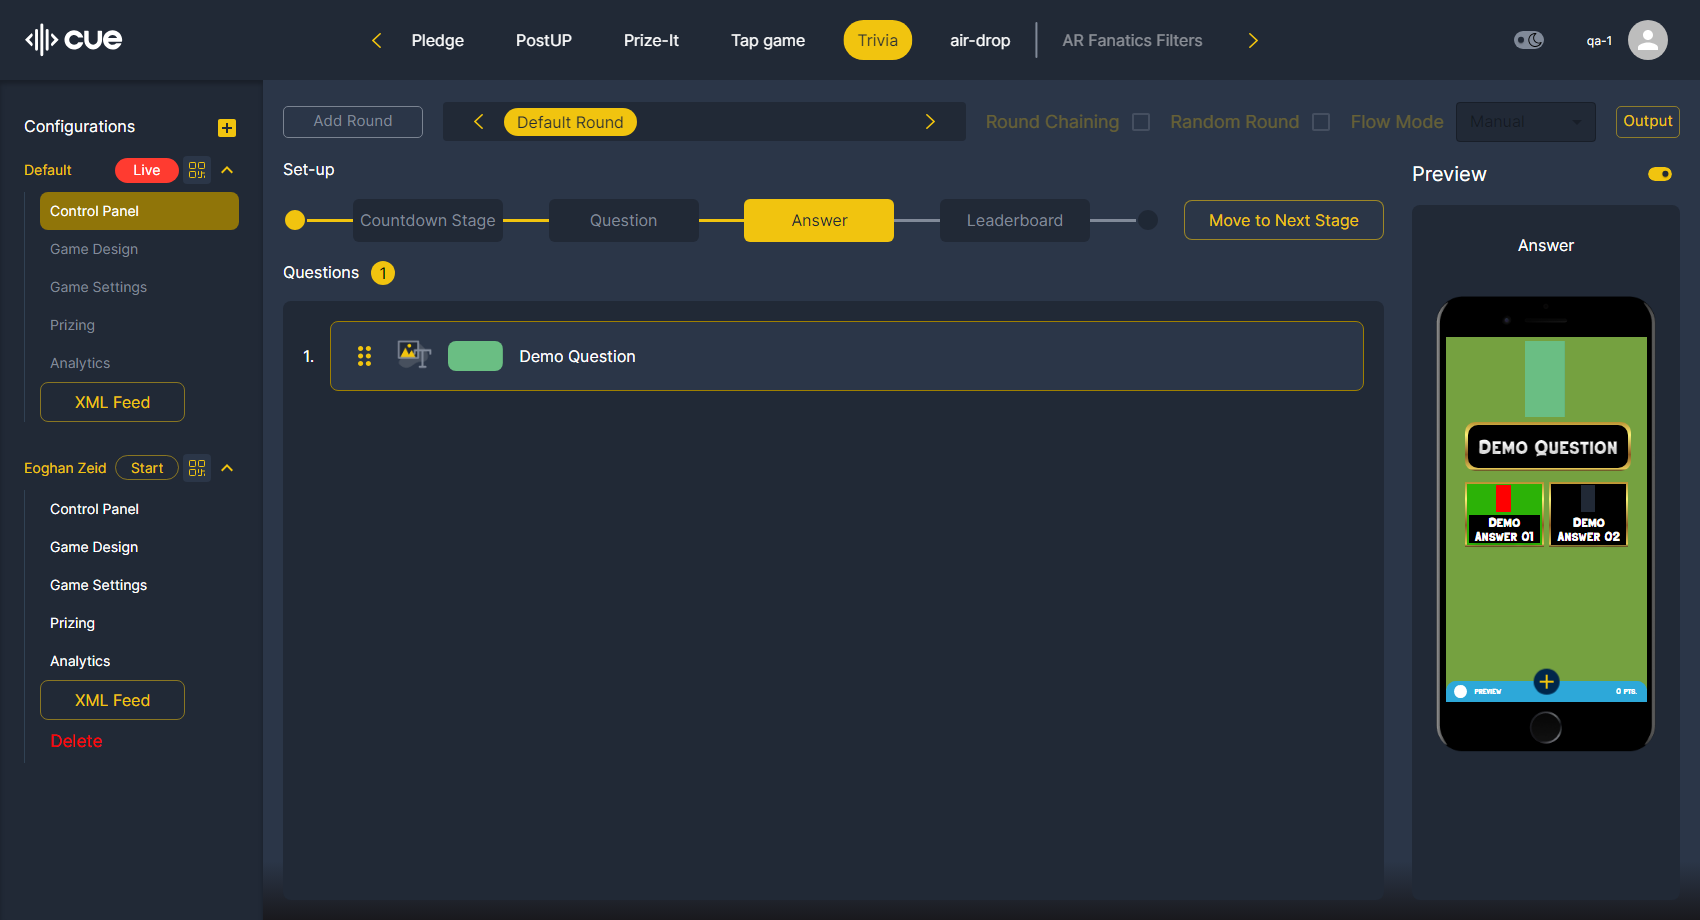 cue
Pledge
PostUP
Prize-It
Tap game
Trivia
air-drop
AR Fanatics Filters
qa-1
Configurations
Default
Live
Control Panel
Game Design
Game Settings
Prizing
Analytics
XML Feed
Eoghan Zeid
Start
Control Panel
Game Design
Game Settings
Prizing
Analytics
XML Feed
Delete
Add Round
Default Round
Round Chaining
Random Round
Flow Mode
Manual
Output
Set-up
Countdown Stage
Question
Answer
Leaderboard
Move to Next Stage
Questions 1
1.
T
Demo Question
Preview
Answer
Demo Question
Demo
Answer 01
Demo
Answer 02
PREVIEW
0 PTS.